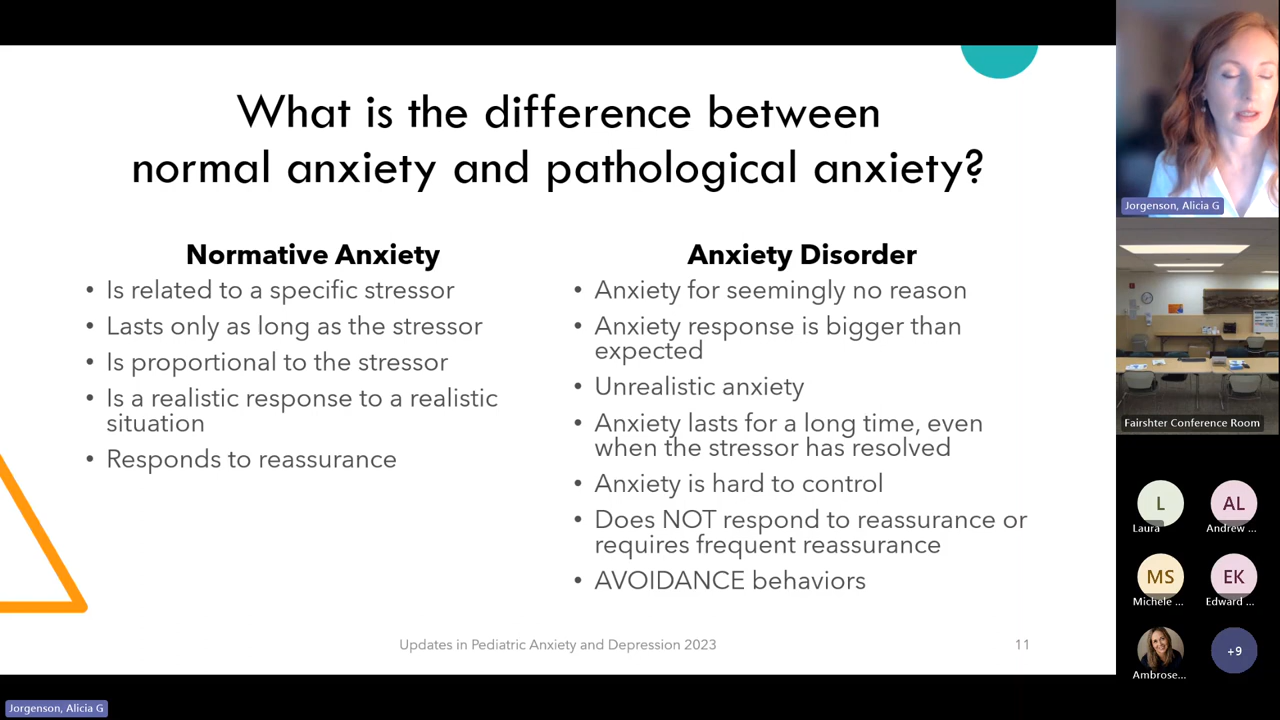 What is the difference between
normal anxiety and pathological anxiety?
Normative Anxiety
• Is related to a specific stressor
• Lasts only as long as the stressor
• Is proportional to the stressor
• Is a realistic response to a realistic
situation
• Responds to reassurance
Anxiety Disorder
• Anxiety for seemingly no reason
• Anxiety response is bigger than
expected
• Unrealistic anxiety
• Anxiety lasts for a long time, even
when the stressor has resolved
• Anxiety is hard to control
• Does NOT respond to reassurance or
requires frequent reassurance
• AVOIDANCE behaviors
Updates in Pediatric Anxiety and Depression 2023
11
Jorgenson, Alicia G
Jorgenson, Alicia G
Fairshter Conference Room
L
Laura
AL
Andrew ...
MS
Michele ...
EK
Edward ...
Ambrose...
+9